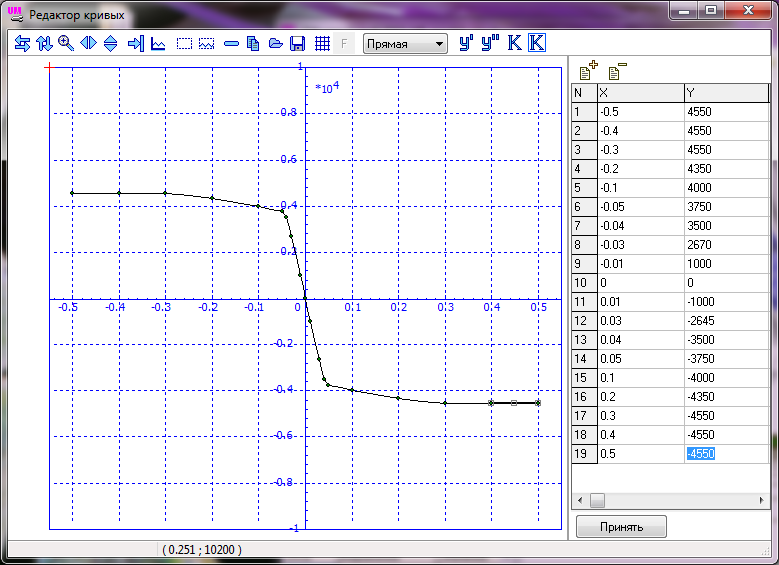 UM
Редактор кривых
F
Прямая
y'
y''
K
K
1
*10⁴
0.8
0.6
0.4
0.2
-0.5 -0.4 -0.3 -0.2 -0.1 0 0.1 0.2 0.3 0.4 0.5
-0.2
-0.4
-0.6
-0.8
-1
N X Y
1 -0.5 4550
2 -0.4 4550
3 -0.3 4550
4 -0.2 4350
5 -0.1 4000
6 -0.05 3750
7 -0.04 3500
8 -0.03 2670
9 -0.01 1000
10 0 0
11 0.01 -1000
12 0.03 -2645
13 0.04 -3500
14 0.05 -3750
15 0.1 -4000
16 0.2 -4350
17 0.3 -4550
18 0.4 -4550
19 0.5 -4550
Принять
( 0.251 ; 10200 )